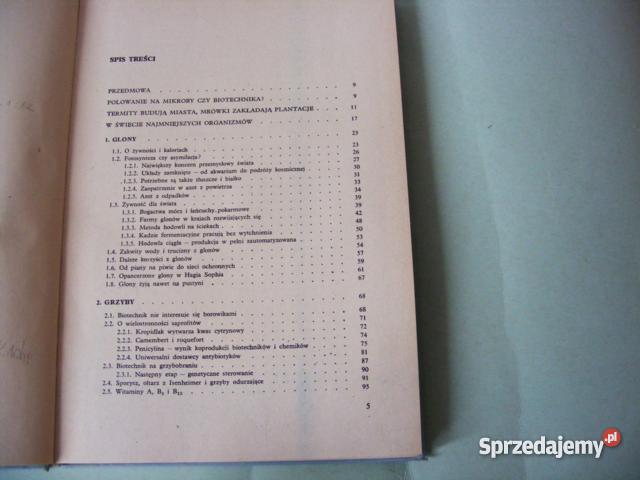 SPIS TREŚCI
PRZEDMOWA 9
POLOWANIE NA MIKROBY CZY BIOTECHNIKA? 9
TERMITY BUDUJĄ MIASTA, MRÓWKI ZAKŁADAJĄ PLANTACJE 11
W ŚWIECIE NAJMNIEJSZYCH ORGANIZMÓW 17
1. GLONY 23
1.1. O żywności i kaloriach 23
1.2. Fotosynteza czy asymilacja? 26
1.2.1. Największy koncern przemysłowy świata 27
1.2.2. Układy zamknięte – od akwarium do podróży kosmicznej 30
1.2.3. Potrzebne są także tłuszcze i białko 31
1.2.4. Zaopatrzenie w azot z powietrza 33
1.2.5. Azot z odpadków 34
1.3. Żywność dla świata 39
1.3.1. Bogactwa mórz i łańcuchy pokarmowe 39
1.3.2. Farmy glonów w krajach rozwijających się 42
1.3.3. Metoda hodowli na ściekach 48
1.3.4. Kadzie fermentacyjne pracują bez wytchnienia 50
1.3.5. Hodowla ciągła – produkcja w pełni zautomatyzowana 53
1.4. Zakwity wody i trucizny z glonów 54
1.5. Dalsze korzyści z glonów 57
1.6. Od piany na piwie do sieci ochronnych 59
1.7. Opancerzone glony w Hagia Sophia 61
1.8. Glony żyją nawet na pustyni 67
2. GRZYBY 68
2.1. Biotechnik nie interesuje się borowikami 68
2.2. O wielostronności saprofitów 71
2.2.1. Kropidlak wytwarza kwas cytrynowy 72
2.2.2. Camembert i roquefort 74
2.2.3. Penicylina – wynik koprodukcji biotechników i chemików 75
2.2.4. Uniwersalni dostawcy antybiotyków 81
2.3. Biotechnik na grzybobraniu 87
2.3.1. Następny etap – genetyczne sterowanie 90
2.4. Sporysz, ołtarz z Isenheimer i grzyby odurzające 91
2.5. Witaminy A, B₂ i B₁₂ 95
5
Sprzedajemy.pl